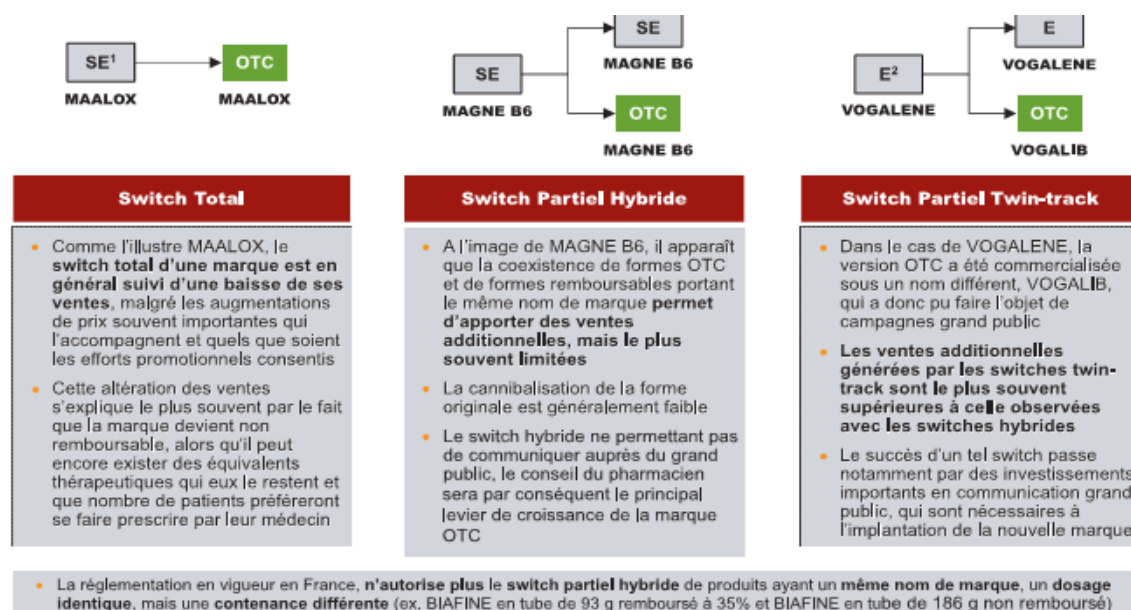 SE¹
OTC
MAALOX
MAALOX
SE
MAGNE B6
SE
MAGNE B6
OTC
MAGNE B6
E²
VOGALENE
E
VOGALENE
OTC
VOGALIB
Switch Total
• Comme l'illustre MAALOX, le
switch total d'une marque est en
général suivi d'une baisse de ses
ventes, malgré les augmentations
de prix souvent importantes qui
l'accompagnent et quels que soient
les efforts promotionnels consentis
• Cette altération des ventes
s'explique le plus souvent par le fait
que la marque devient non
remboursable, alors qu'il peut
encore exister des équivalents
thérapeutiques qui eux le restent et
que nombre de patients préféreront
se faire prescrire par leur médecin
Switch Partiel Hybride
• A l'image de MAGNE B6, il apparaît
que la coexistence de formes OTC
et de formes remboursables portant
le même nom de marque permet
d'apporter des ventes
additionnelles, mais le plus
souvent limitées
• La cannibalisation de la forme
originale est généralement faible
• Le switch hybride ne permettant pas
de communiquer auprès du grand
public, le conseil du pharmacien
sera par conséquent le principal
levier de croissance de la marque
OTC
Switch Partiel Twin-track
• Dans le cas de VOGALENE, la
version OTC a été commercialisée
sous un nom différent, VOGALIB,
qui a donc pu faire l'objet de
campagnes grand public
• Les ventes additionnelles
générées par les switches twin-
track sont le plus souvent
supérieures à celle observées
avec les switches hybrides
• Le succès d'un tel switch passe
notamment par des investissements
importants en communication grand
public, qui sont nécessaires à
l'implantation de la nouvelle marque
• La réglementation en vigueur en France, n'autorise plus le switch partiel hybride de produits ayant un même nom de marque, un dosage
identique, mais une contenance différente (ex. BIAFINE en tube de 93 g remboursé à 35% et BIAFINE en tube de 186 g non remboursé)